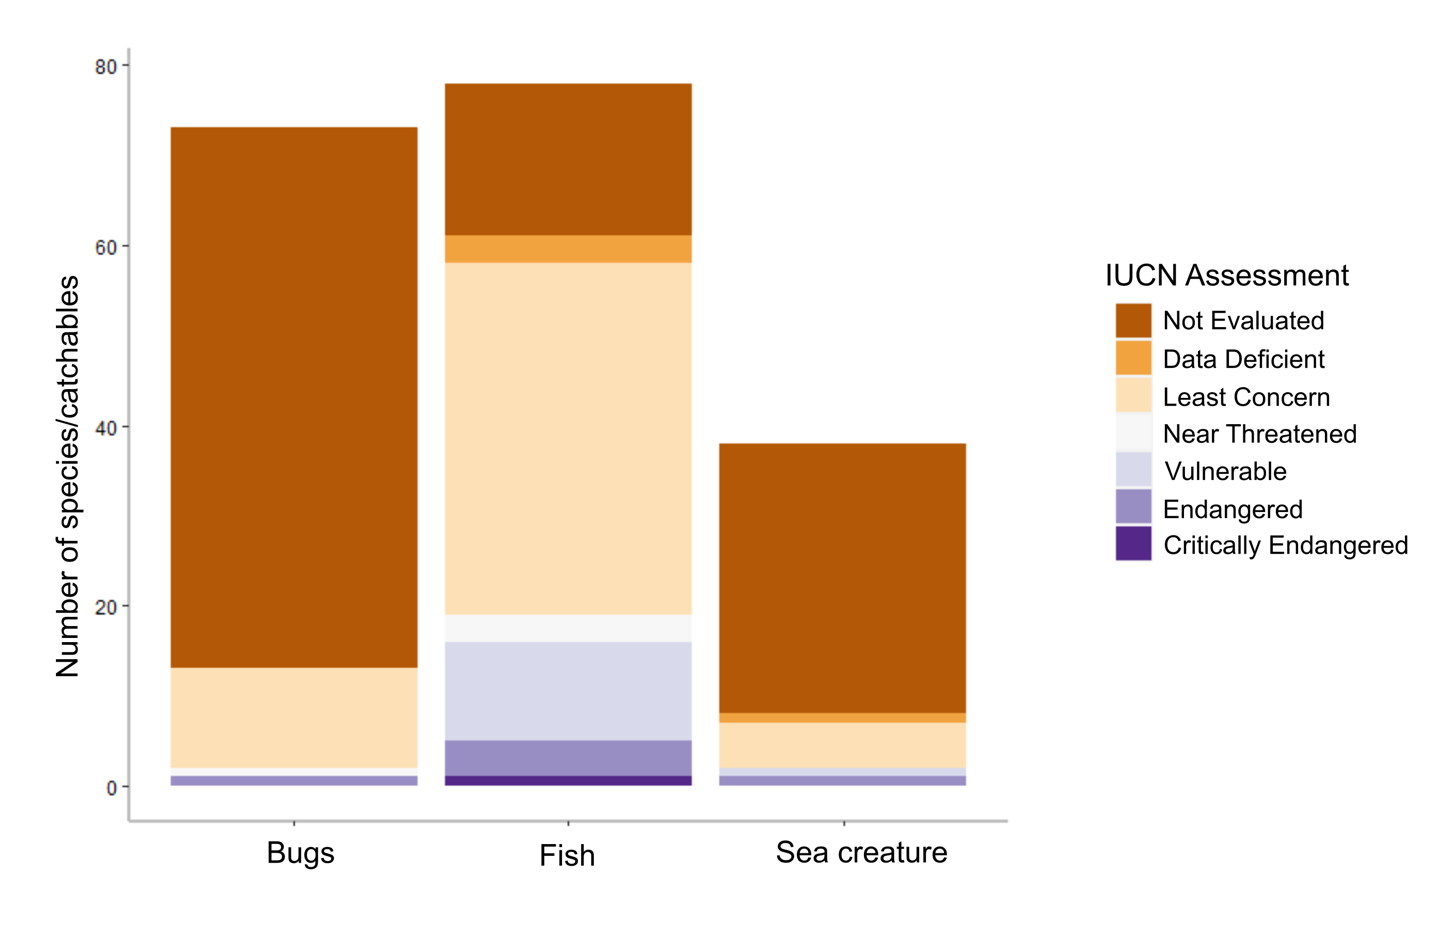 Number of species/catchables
80
60
40
20
0
Bugs
Fish
Sea creature
IUCN Assessment
Not Evaluated
Data Deficient
Least Concern
Near Threatened
Vulnerable
Endangered
Critically Endangered